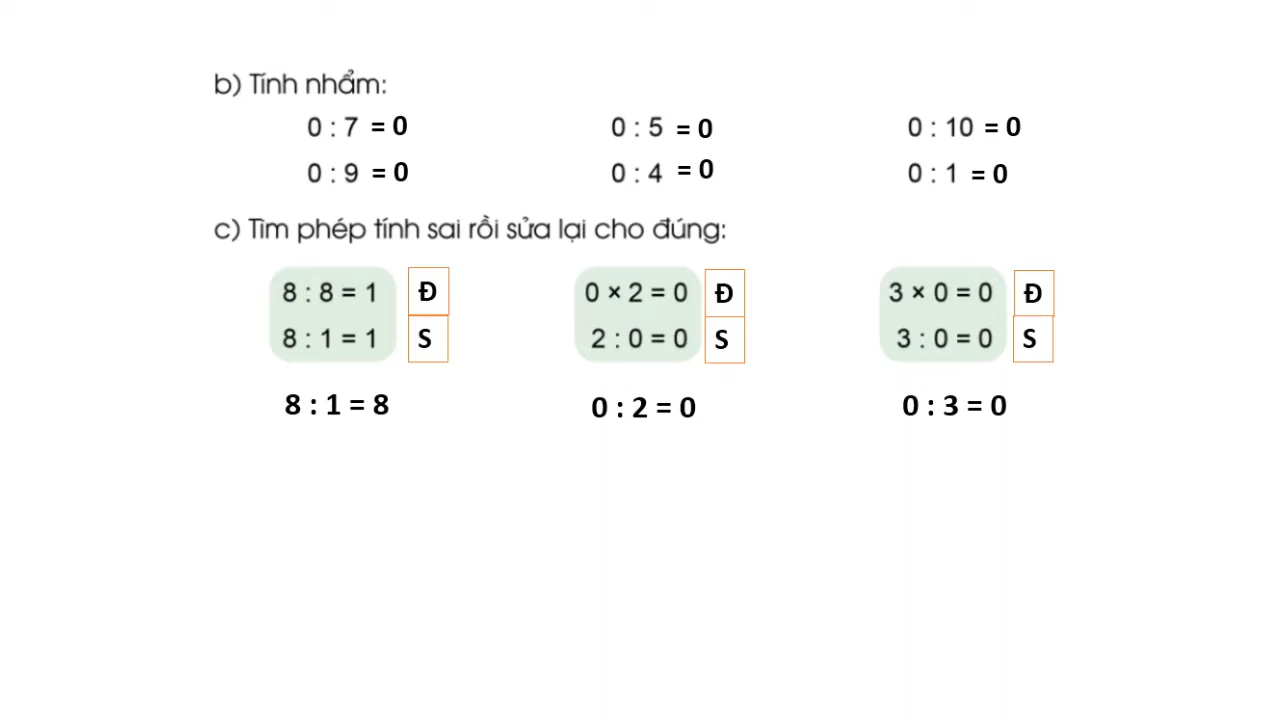 b) Tính nhẩm:
0 : 7 = 0 0 : 5 = 0 0 : 10 = 0
0 : 9 = 0 0 : 4 = 0 0 : 1 = 0
c) Tìm phép tính sai rồi sửa lại cho đúng:
8 : 8 = 1 Đ 0 × 2 = 0 Đ 3 × 0 = 0 Đ
8 : 1 = 1 S 2 : 0 = 0 S 3 : 0 = 0 S
8 : 1 = 8 0 : 2 = 0 0 : 3 = 0